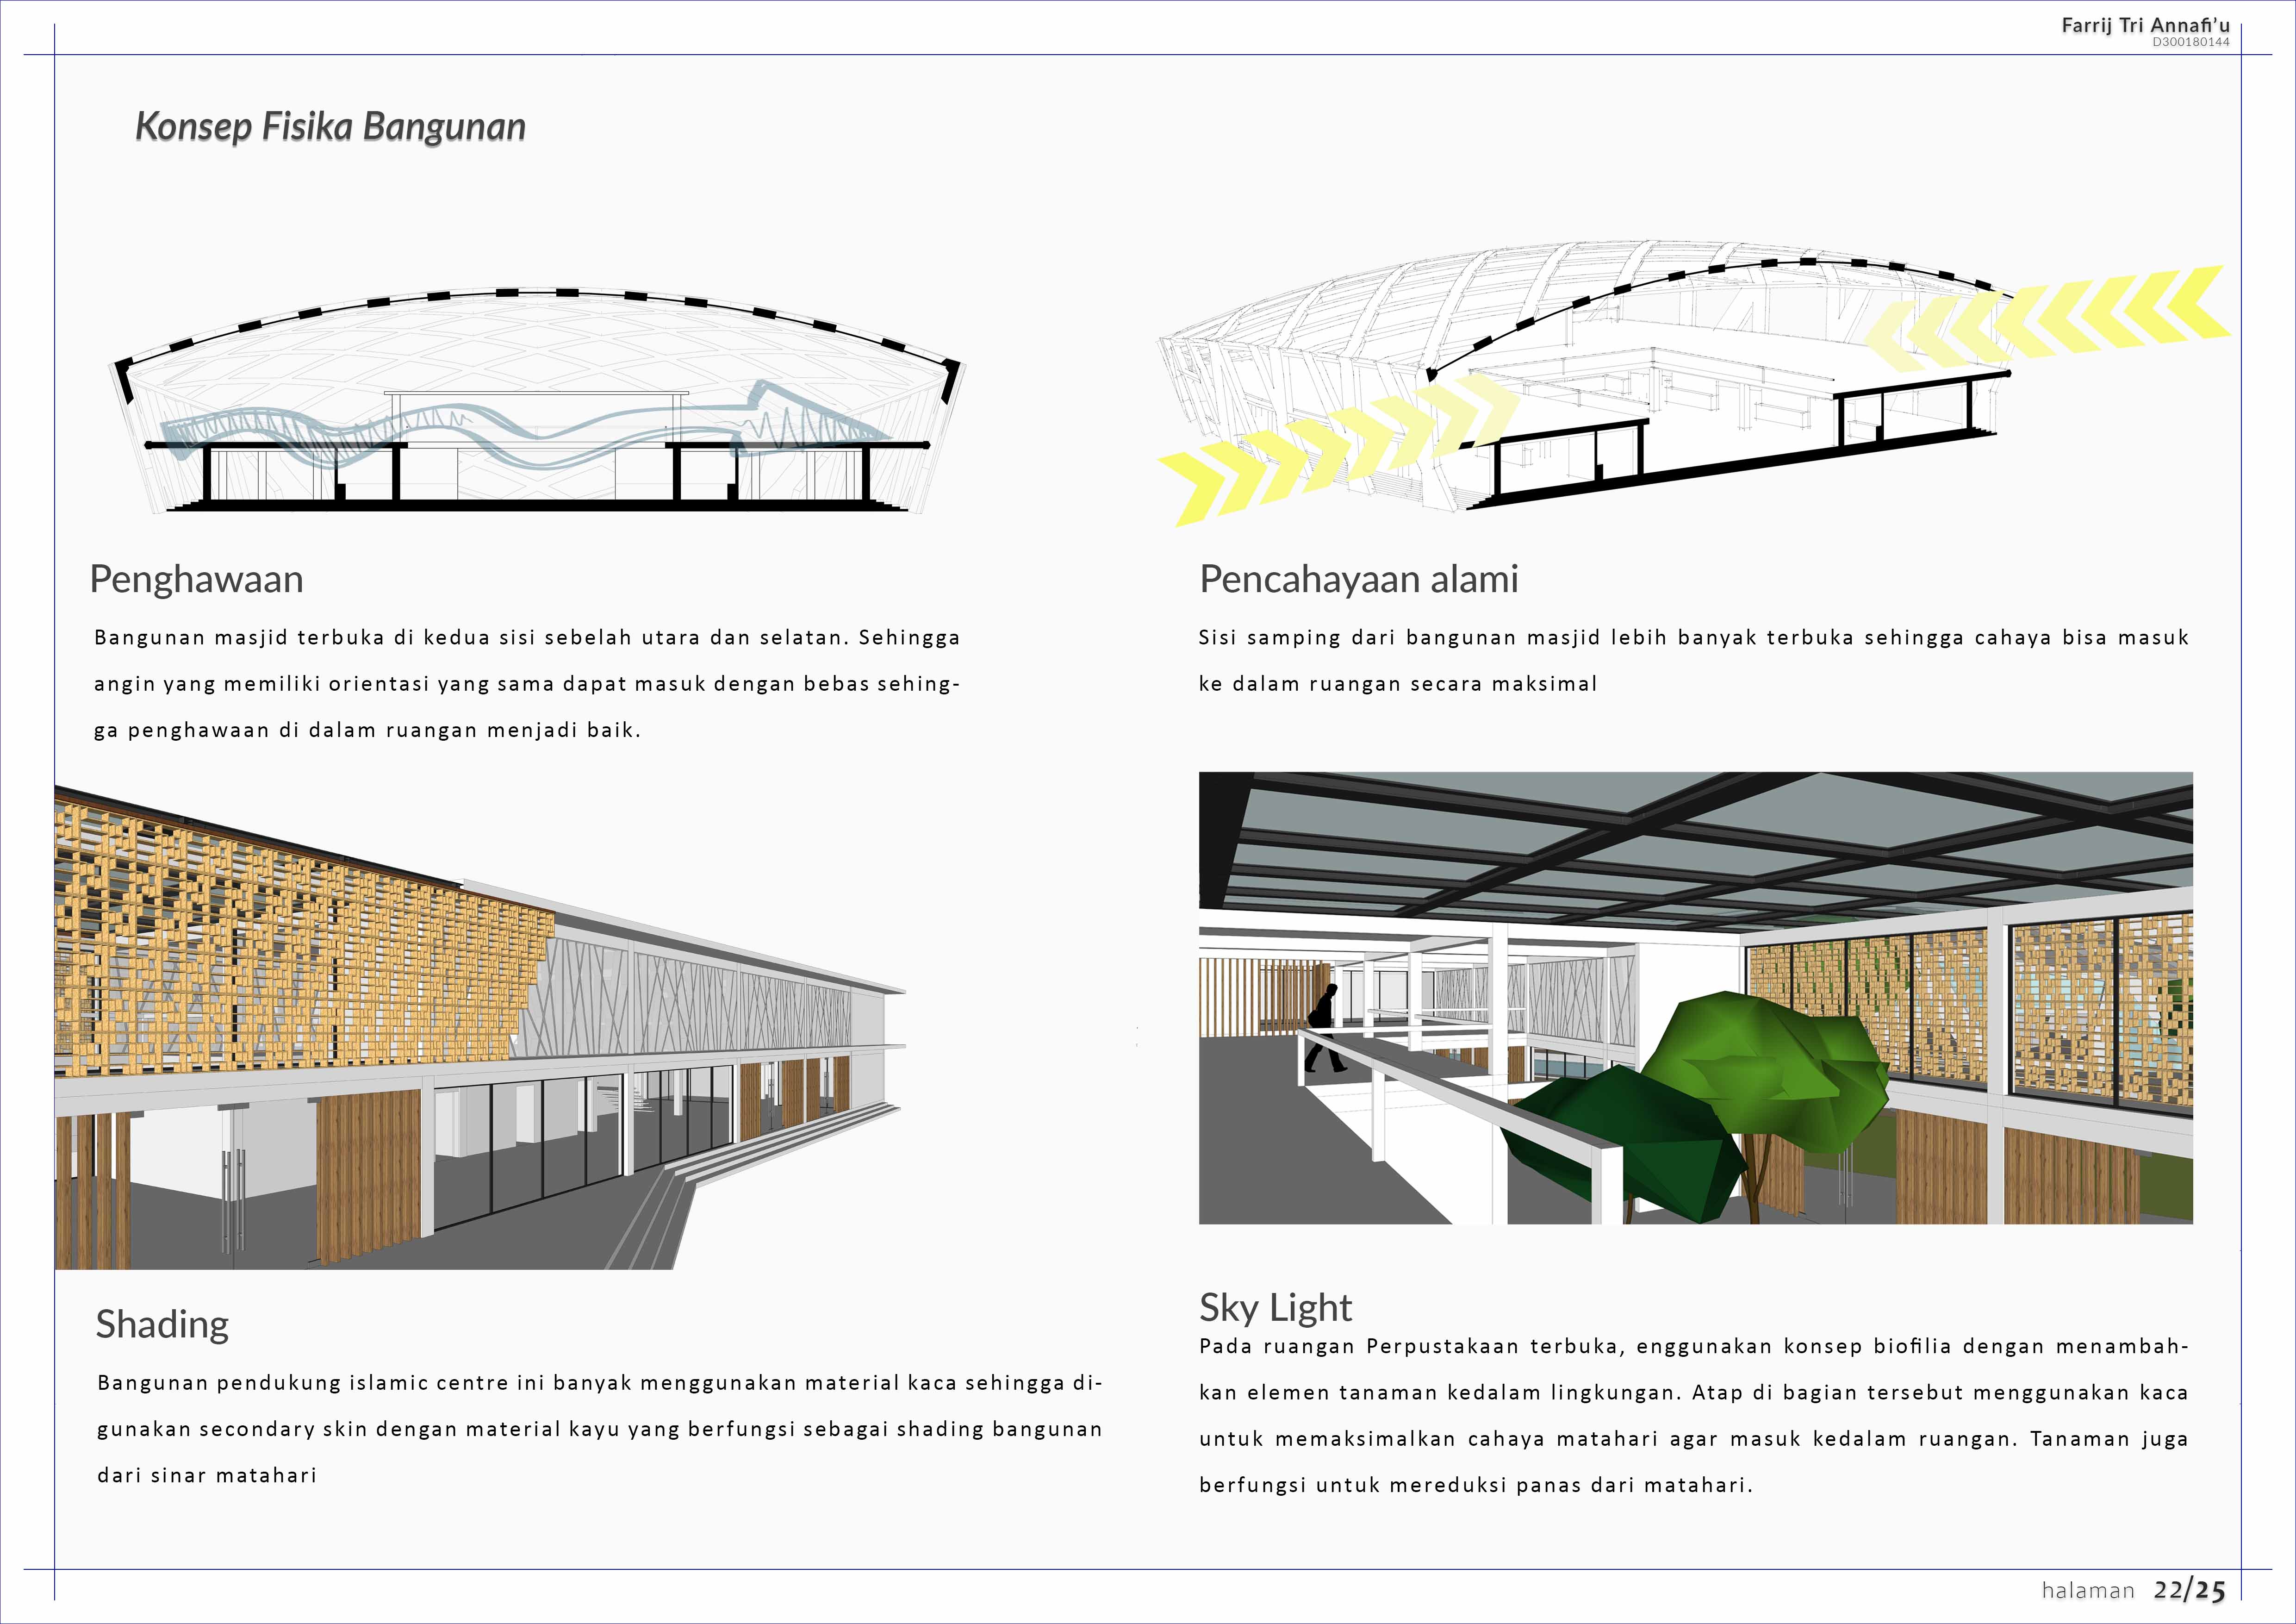 Farrij Tri Annafi'u
D300180144
Konsep Fisika Bangunan
Penghawaan
Bangunan masjid terbuka di kedua sisi sebelah utara dan selatan. Sehingga
angin yang memiliki orientasi yang sama dapat masuk dengan bebas sehing-
ga penghawaan di dalam ruangan menjadi baik.
Pencahayaan alami
Sisi samping dari bangunan masjid lebih banyak terbuka sehingga cahaya bisa masuk
ke dalam ruangan secara maksimal
Shading
Bangunan pendukung islamic centre ini banyak menggunakan material kaca sehingga di-
gunakan secondary skin dengan material kayu yang berfungsi sebagai shading bangunan
dari sinar matahari
Sky Light
Pada ruangan Perpustakaan terbuka, enggunakan konsep biofilia dengan menambah-
kan elemen tanaman kedalam lingkungan. Atap di bagian tersebut menggunakan kaca
untuk memaksimalkan cahaya matahari agar masuk kedalam ruangan. Tanaman juga
berfungsi untuk mereduksi panas dari matahari.
halaman 22/25